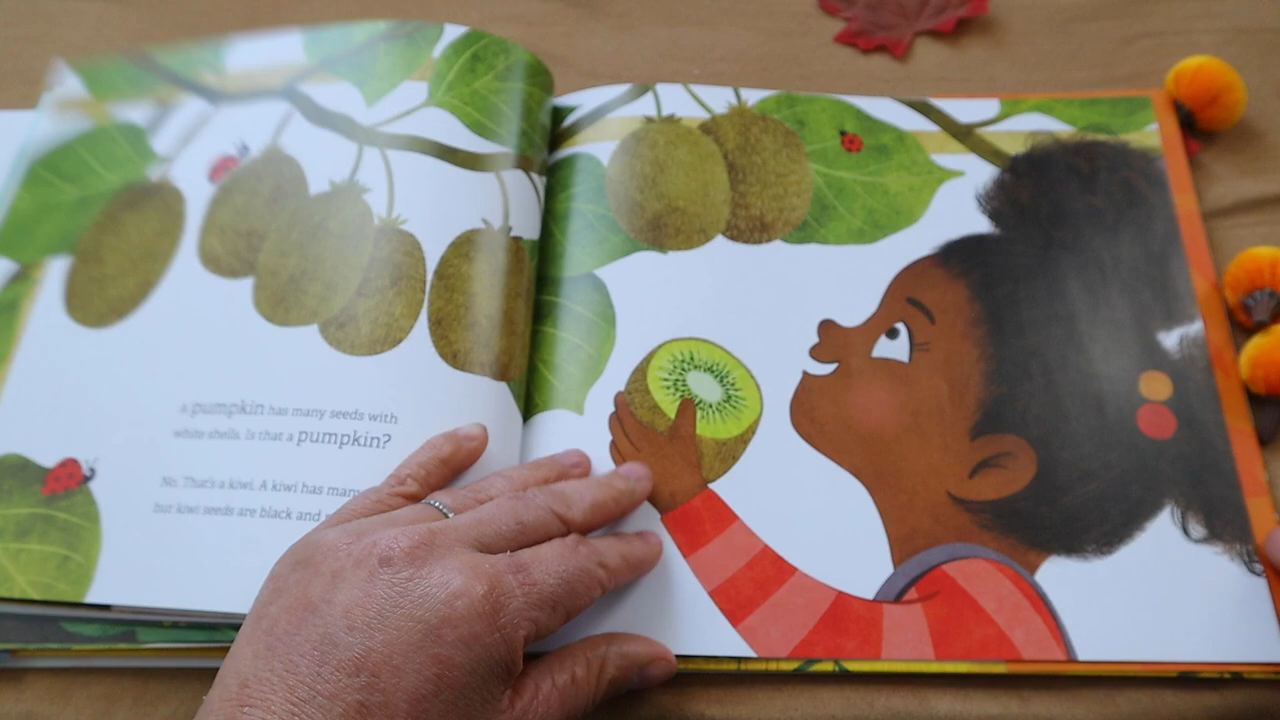 A pumpkin has many seeds with
white shells. Is that a pumpkin?
No. That's a kiwi. A kiwi has many
but kiwi seeds are black and